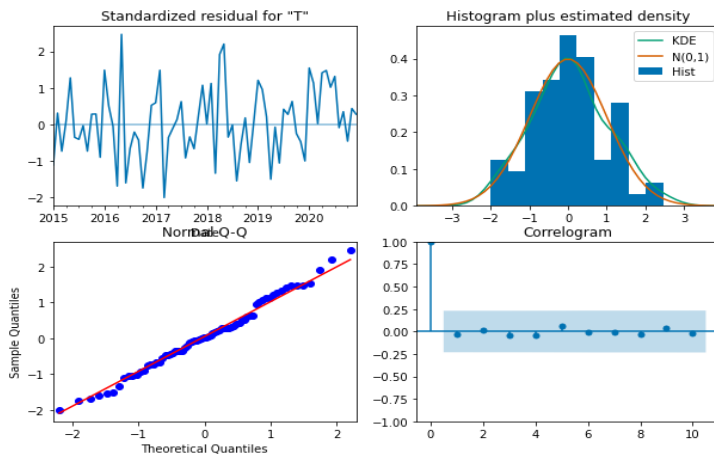 Standardized residual for "T"
2
1
0
−1
−2
2015 2016 2017 2018 2019 2020
Date
Histogram plus estimated density
KDE
N(0,1)
Hist
0.4
0.3
0.2
0.1
0.0
−3 −2 −1 0 1 2 3
Normal Q-Q
Sample Quantiles
2
1
0
−1
−2
−2 −1 0 1 2
Theoretical Quantiles
Correlogram
1.00
0.75
0.50
0.25
0.00
−0.25
−0.50
−0.75
−1.00
0 2 4 6 8 10